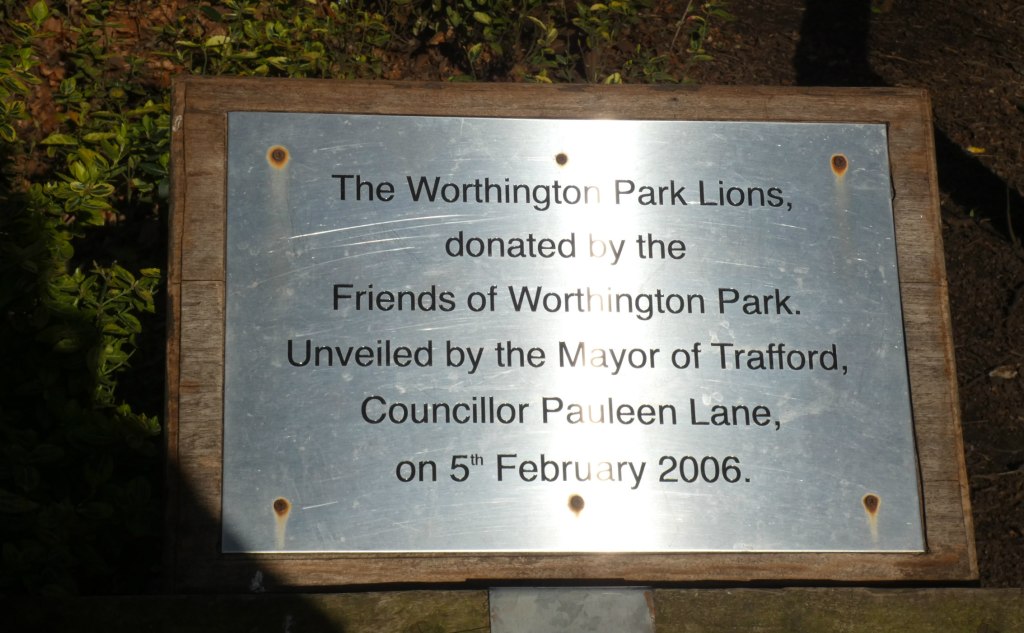 The Worthington Park Lions,
donated by the
Friends of Worthington Park.
Unveiled by the Mayor of Trafford,
Councillor Pauleen Lane,
on 5th February 2006.